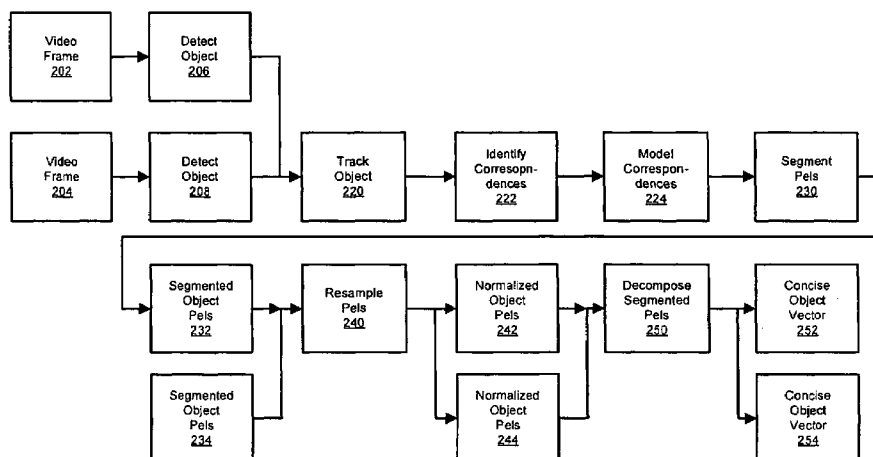 Video
Frame
202
Detect
Object
206
Video
Frame
204
Detect
Object
208
Track
Object
220
Identify
Corresopn-
dences
222
Model
Correspon-
dences
224
Segment
Pels
230
Segmented
Object
Pels
232
Resample
Pels
240
Normalized
Object
Pels
242
Decompose
Segmented
Pels
250
Concise
Object
Vector
252
Segmented
Object
Pels
234
Normalized
Object
Pels
244
Concise
Object
Vector
254